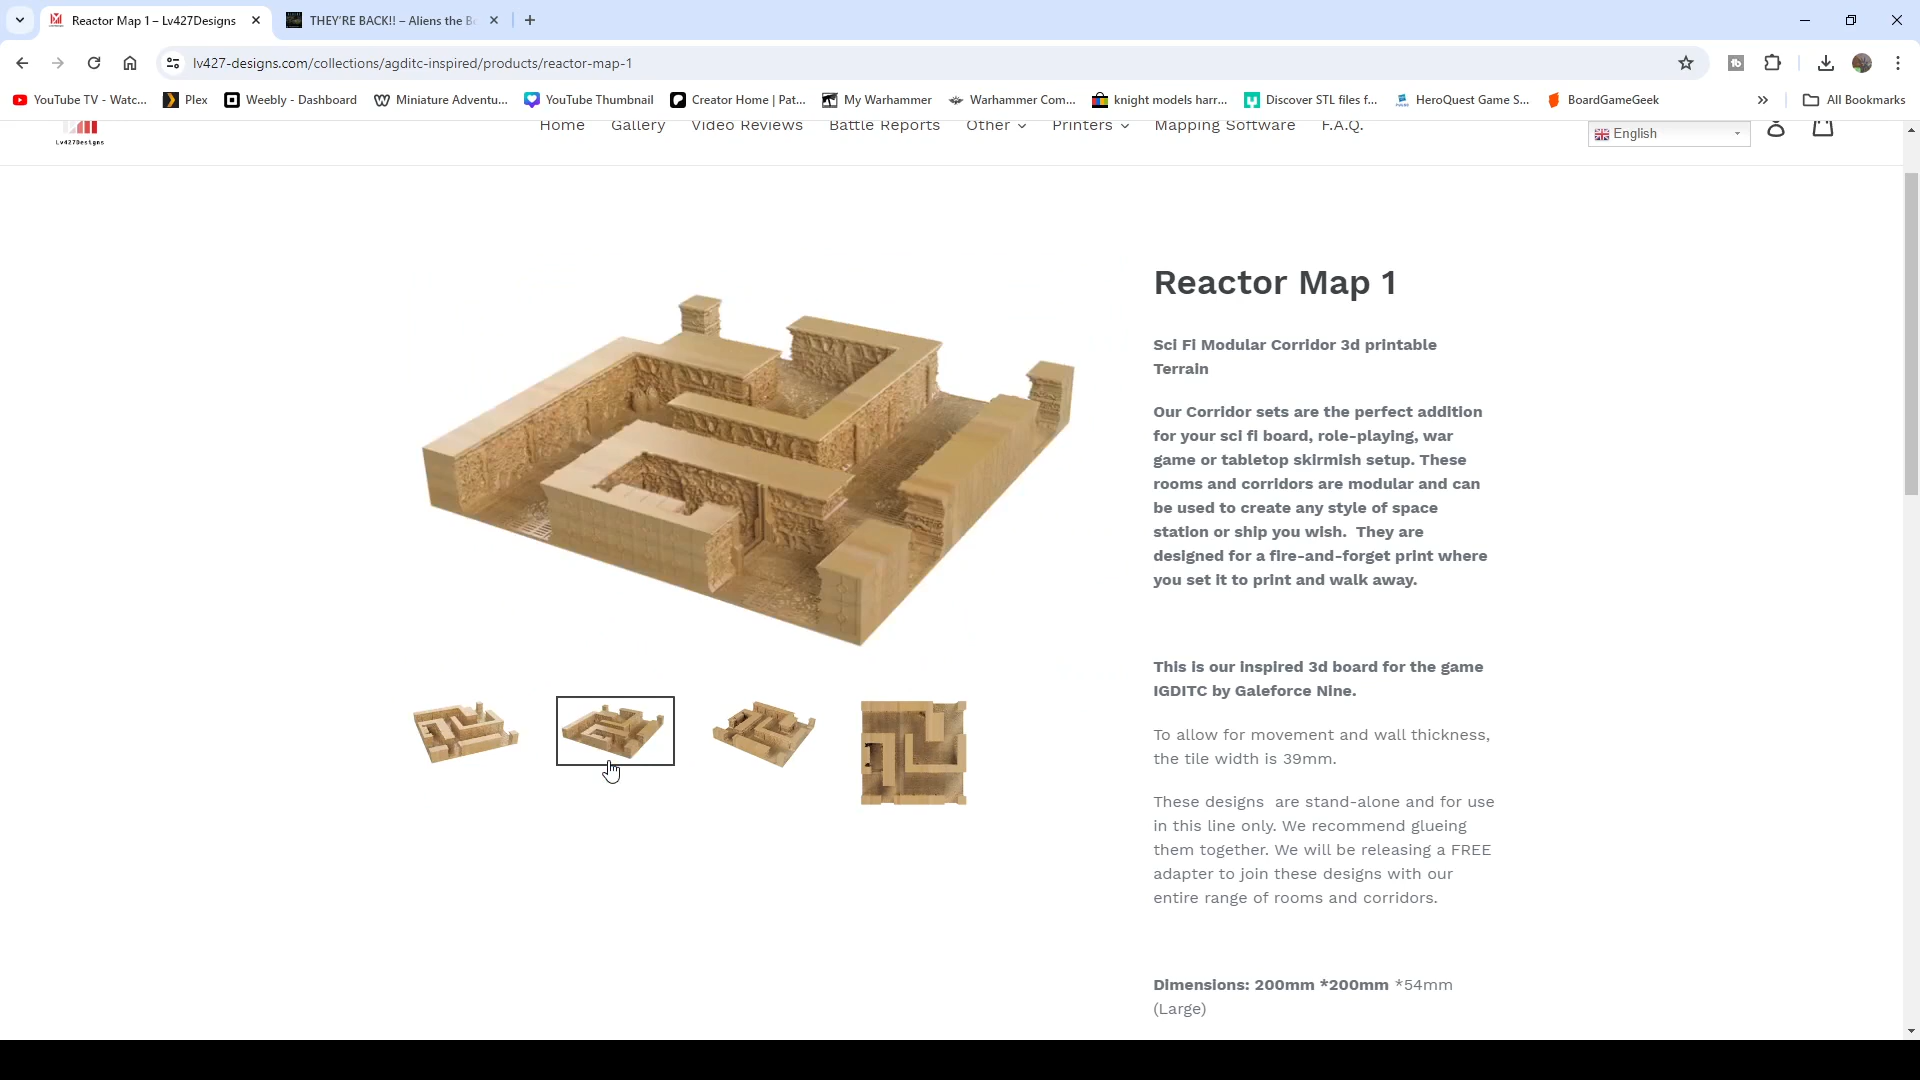 Reactor Map 1 – Lv427Designs
THEY'RE BACK!! – Aliens the B
lv427-designs.com/collections/agditc-inspired/products/reactor-map-1
YouTube TV - Watc...
Plex
Weebly - Dashboard
Miniature Adventu...
YouTube Thumbnail
Creator Home | Pat...
My Warhammer
Warhammer Com...
knight models harr...
Discover STL files f...
HeroQuest Game S...
BoardGameGeek
All Bookmarks
Lv427Designs
Home
Gallery
Video Reviews
Battle Reports
Other
Printers
Mapping Software
F.A.Q.
English
Reactor Map 1
Sci Fi Modular Corridor 3d printable
Terrain
Our Corridor sets are the perfect addition
for your sci fi board, role-playing, war
game or tabletop skirmish setup. These
rooms and corridors are modular and can
be used to create any style of space
station or ship you wish. They are
designed for a fire-and-forget print where
you set it to print and walk away.
This is our inspired 3d board for the game
IGDITC by Galeforce Nine.
To allow for movement and wall thickness,
the tile width is 39mm.
These designs are stand-alone and for use
in this line only. We recommend glueing
them together. We will be releasing a FREE
adapter to join these designs with our
entire range of rooms and corridors.
Dimensions: 200mm *200mm *54mm
(Large)